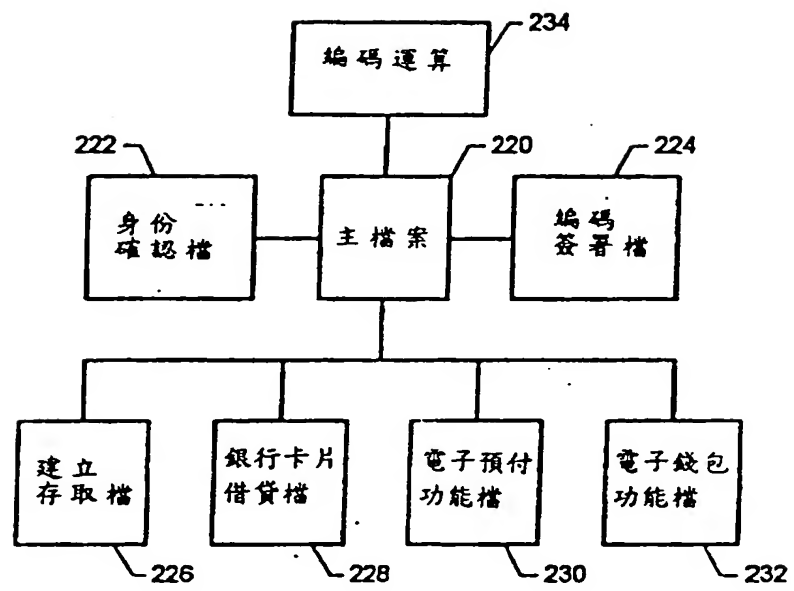 234
編碼運算
222
220
224
身份
確認檔
主檔案
編碼
簽署檔
建立
存取檔
銀行卡片
借貸檔
電子預付
功能檔
電子錢包
功能檔
226
228
230
232